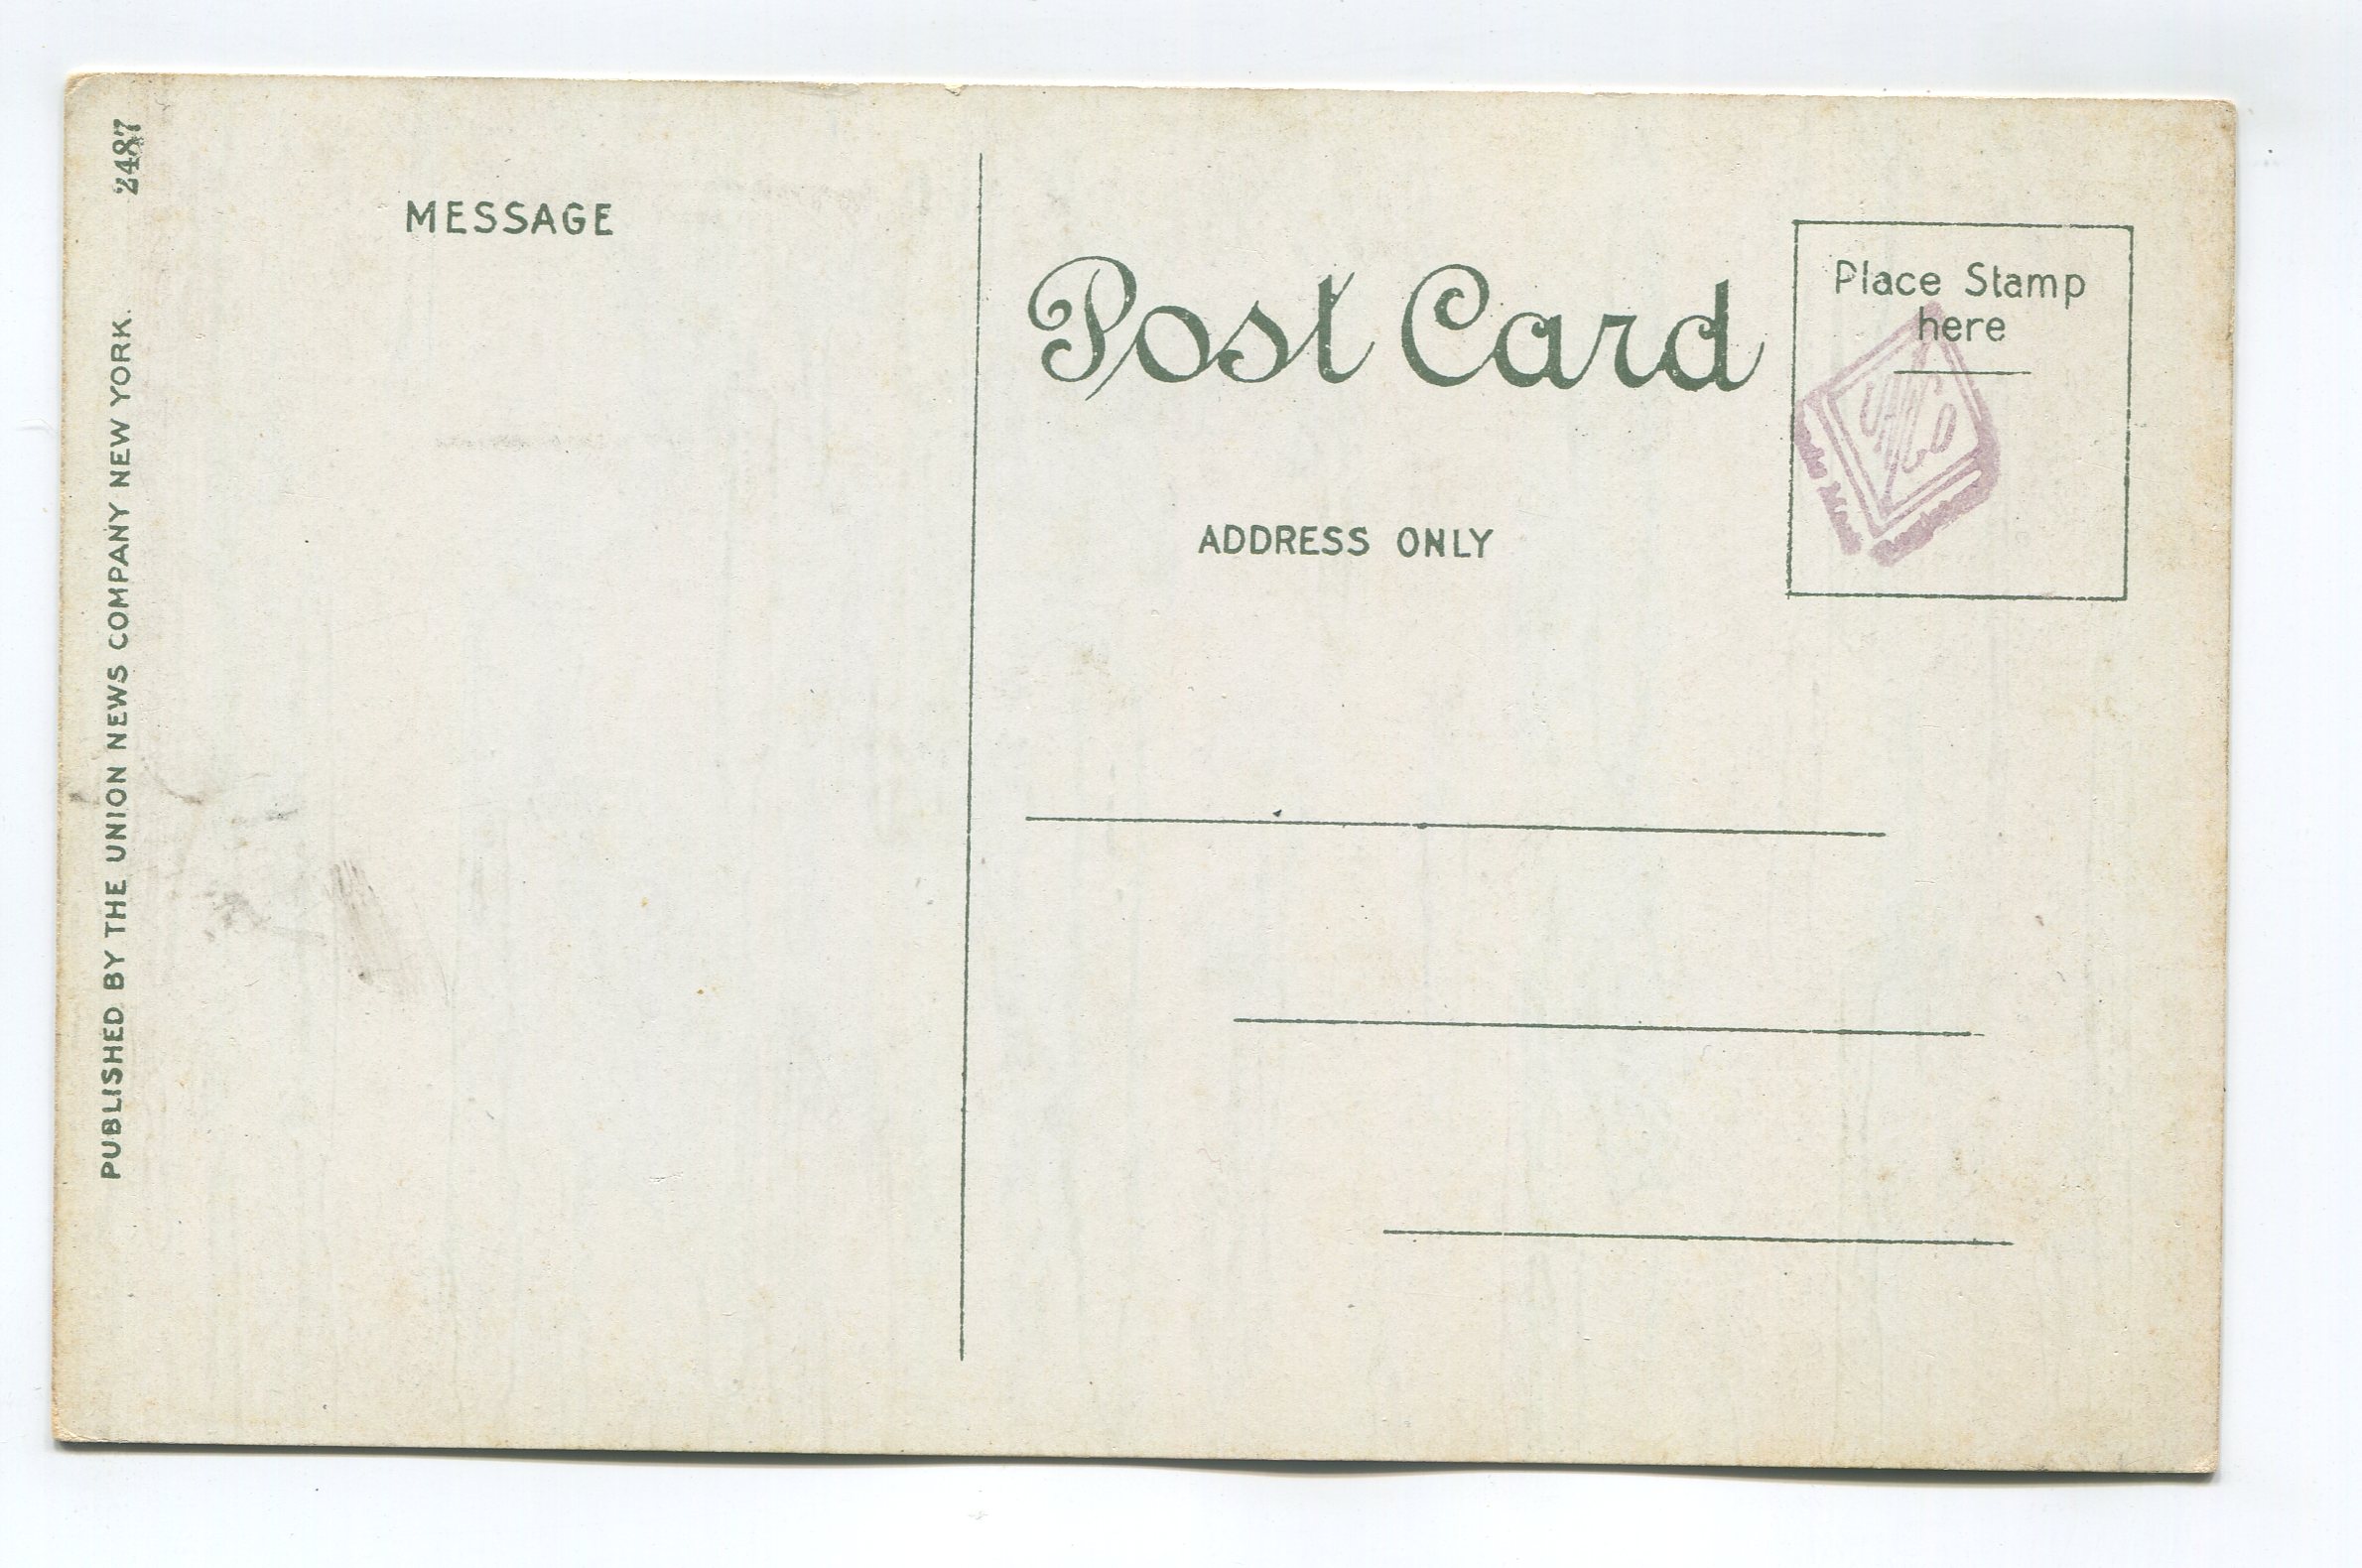 2487
PUBLISHED BY THE UNION NEWS COMPANY NEW YORK.
MESSAGE
Post Card
ADDRESS ONLY
Place Stamp
here